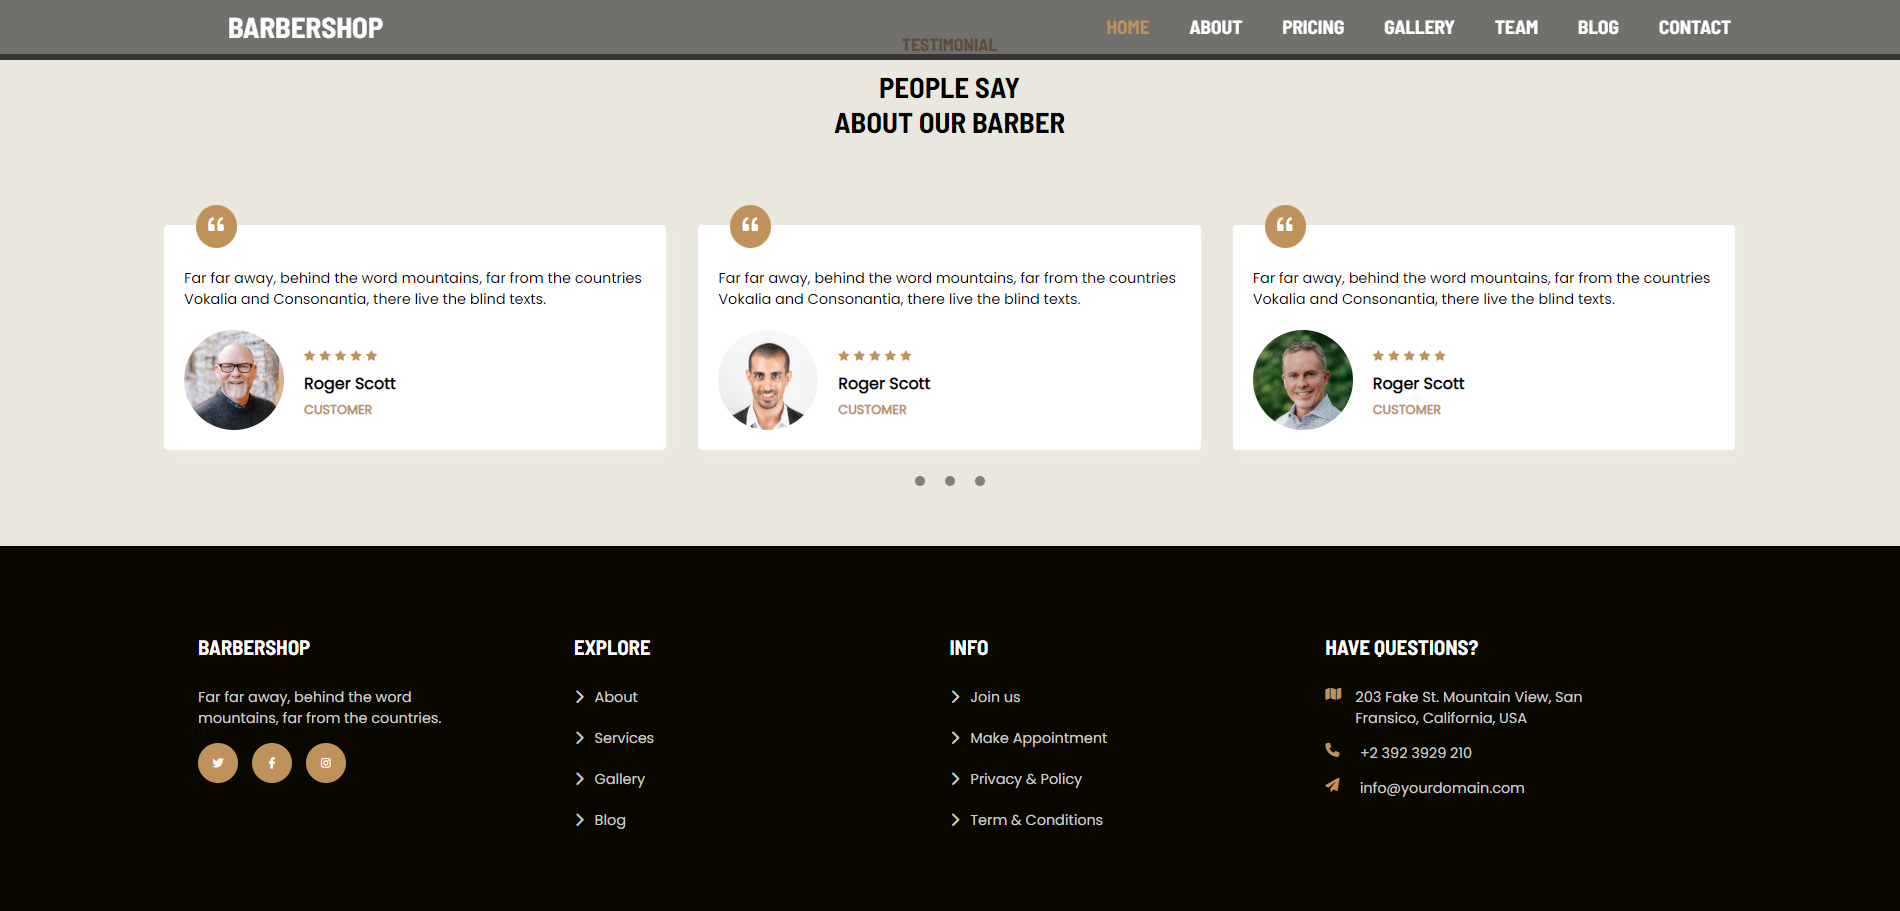 BARBERSHOP
HOME ABOUT PRICING GALLERY TEAM BLOG CONTACT
TESTIMONIAL
PEOPLE SAY
ABOUT OUR BARBER
Far far away, behind the word mountains, far from the countries
Vokalia and Consonantia, there live the blind texts.
Roger Scott
CUSTOMER
Far far away, behind the word mountains, far from the countries
Vokalia and Consonantia, there live the blind texts.
Roger Scott
CUSTOMER
Far far away, behind the word mountains, far from the countries
Vokalia and Consonantia, there live the blind texts.
Roger Scott
CUSTOMER
BARBERSHOP
Far far away, behind the word
mountains, far from the countries.
EXPLORE
About
Services
Gallery
Blog
INFO
Join us
Make Appointment
Privacy & Policy
Term & Conditions
HAVE QUESTIONS?
203 Fake St. Mountain View, San
Fransico, California, USA
+2 392 3929 210
info@yourdomain.com